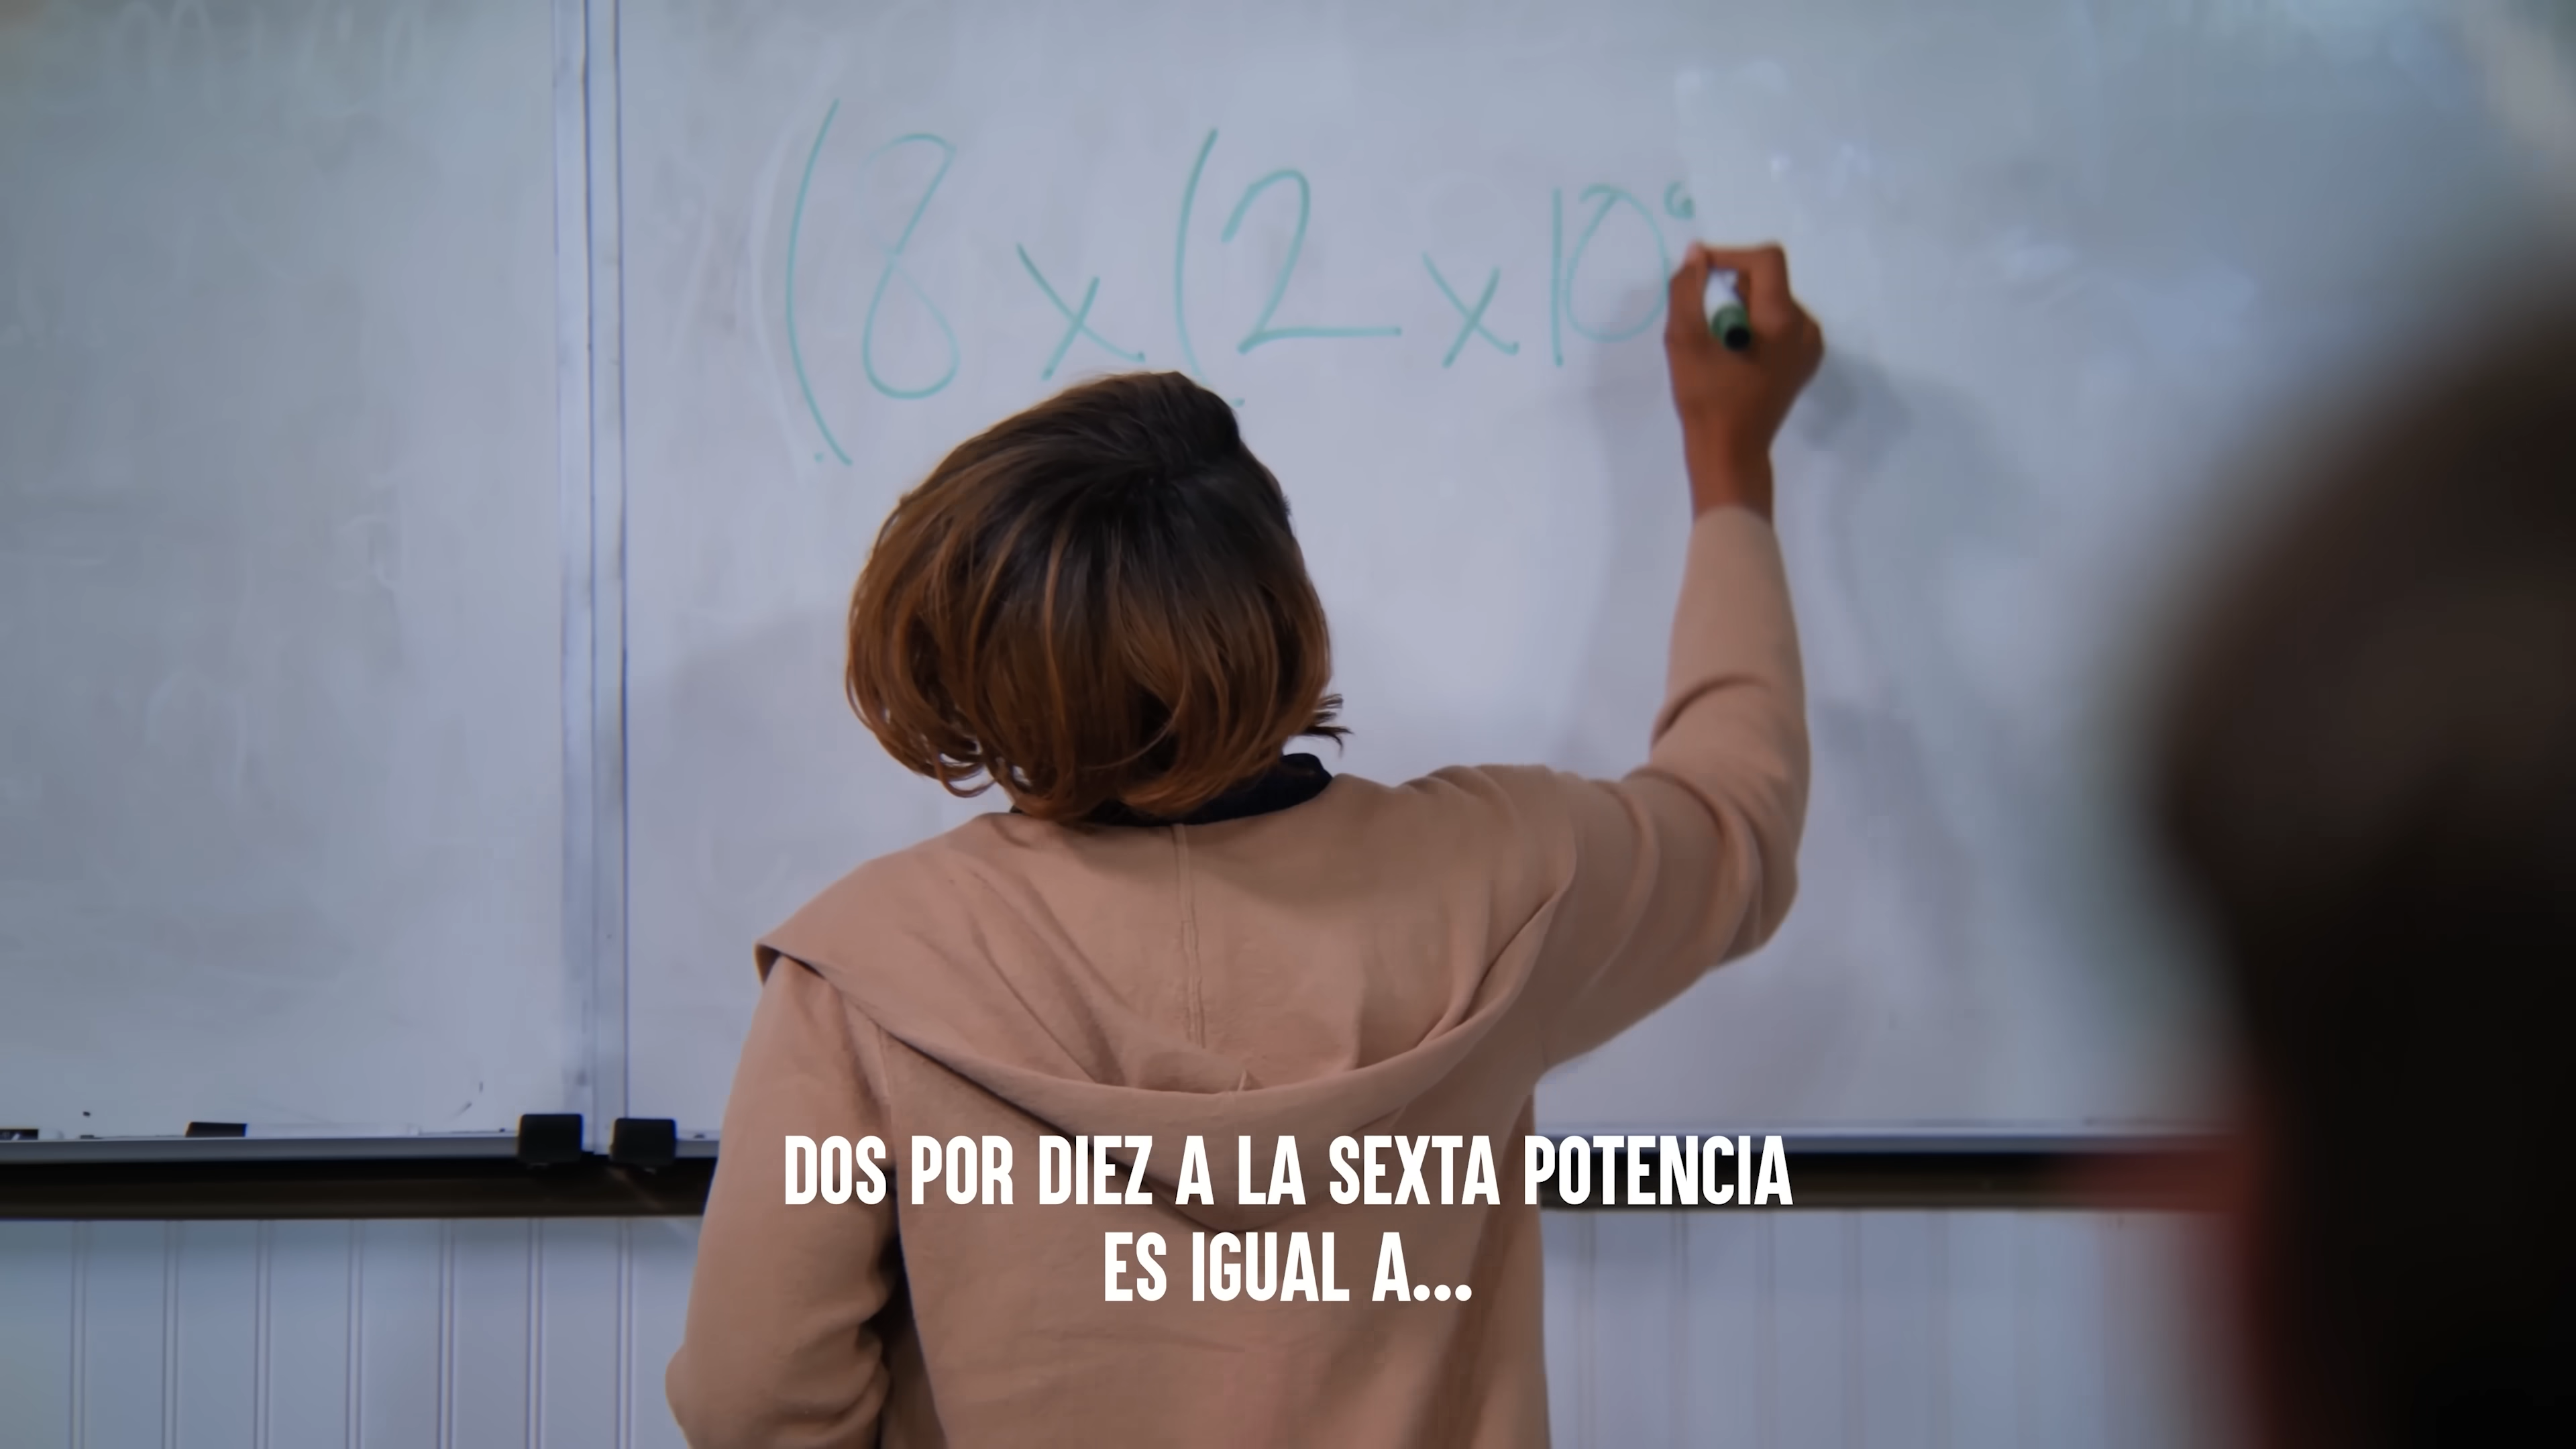 (8 x (2 x 10⁶
DOS POR DIEZ A LA SEXTA POTENCIA
ES IGUAL A...